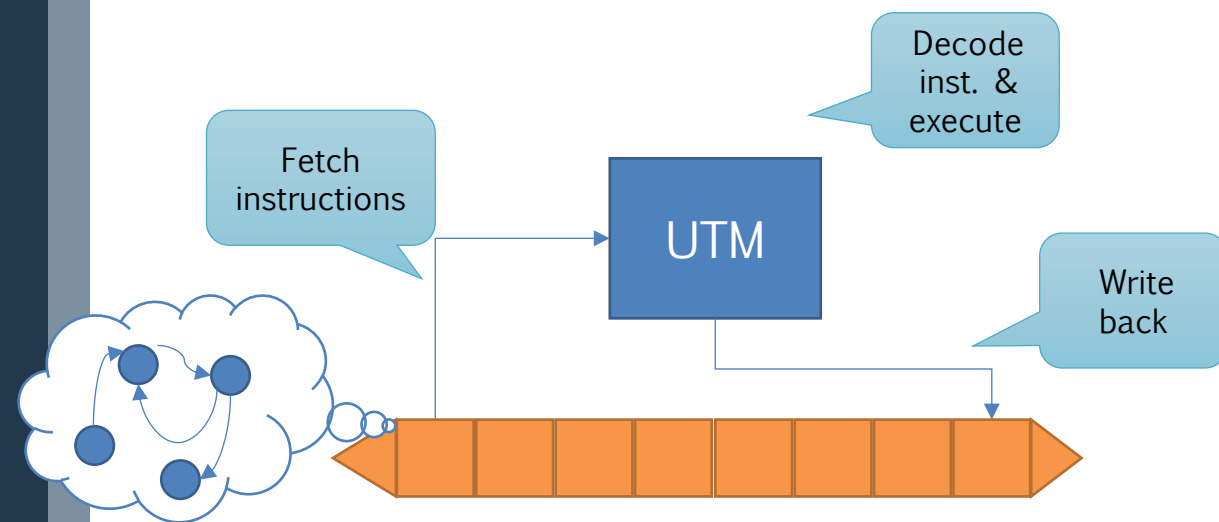 Decode
inst. &
execute
Fetch
instructions
UTM
Write
back